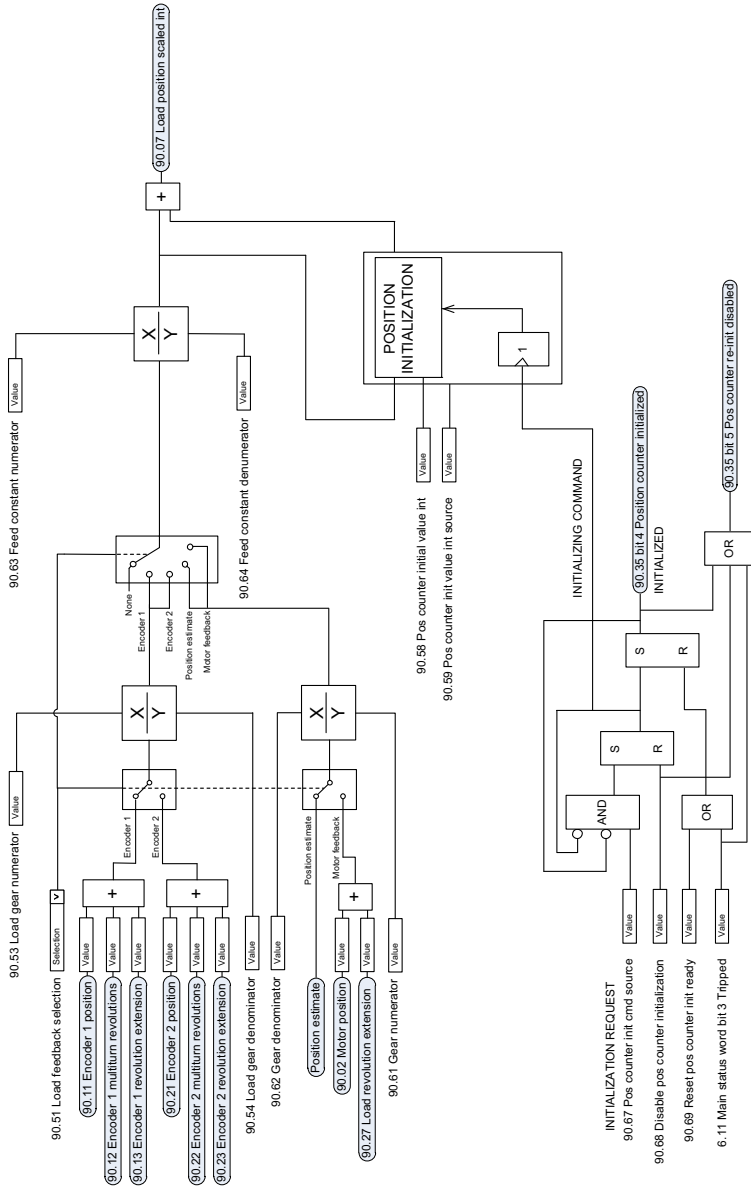 90.53 Load gear numerator
Value
90.51 Load feedback selection
Selection
90.11 Encoder 1 position
Value
90.12 Encoder 1 multiturn revolutions
Value
90.13 Encoder 1 revolution extension
Value
+
90.21 Encoder 2 position
Value
90.22 Encoder 2 multiturn revolutions
Value
90.23 Encoder 2 revolution extension
Value
+
Encoder 1
Encoder 2
90.54 Load gear denominator
Value
X
Y
90.62 Gear denominator
Value
Position estimate
90.02 Motor position
Value
90.27 Load revolution extension
Value
+
Position estimate
Motor feedback
90.61 Gear numerator
Value
X
Y
None
Encoder 1
Encoder 2
Position estimate
Motor feedback
90.63 Feed constant numerator
Value
X
Y
90.64 Feed constant denumerator
Value
+
90.07 Load position scaled int
90.58 Pos counter initial value int
Value
90.59 Pos counter init value int source
Value
POSITION
INITIALIZATION
1
INITIALIZING COMMAND
INITIALIZATION REQUEST
90.67 Pos counter init cmd source
Value
90.68 Disable pos counter initialization
Value
90.69 Reset pos counter init ready
Value
6.11 Main status word bit 3 Tripped
Value
AND
OR
S
R
S
R
90.35 bit 4 Position counter initialized
INITIALIZED
OR
90.35 bit 5 Pos counter re-init disabled